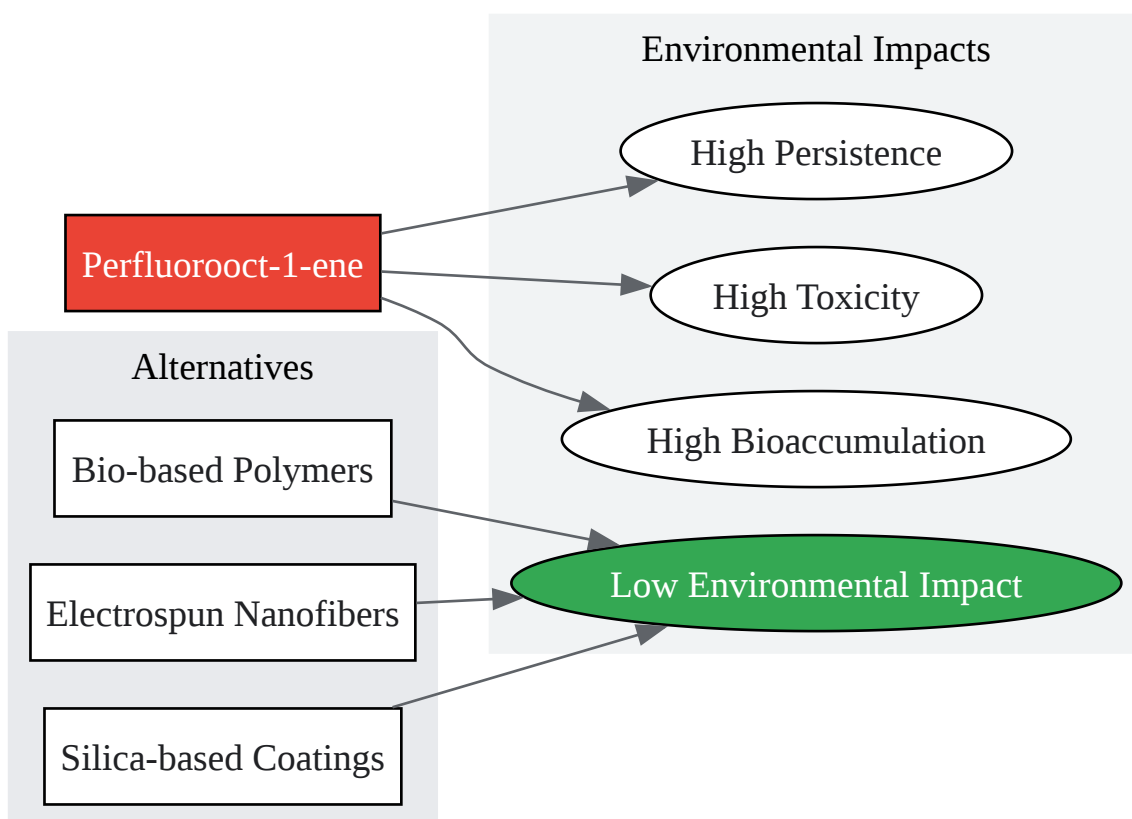 Environmental Impacts
High Persistence
Perfluorooct-1-ene
High Toxicity
Alternatives
High Bioaccumulation
Bio-based Polymers
Low Environmental Impact
Electrospun Nanofibers
Silica-based Coatings